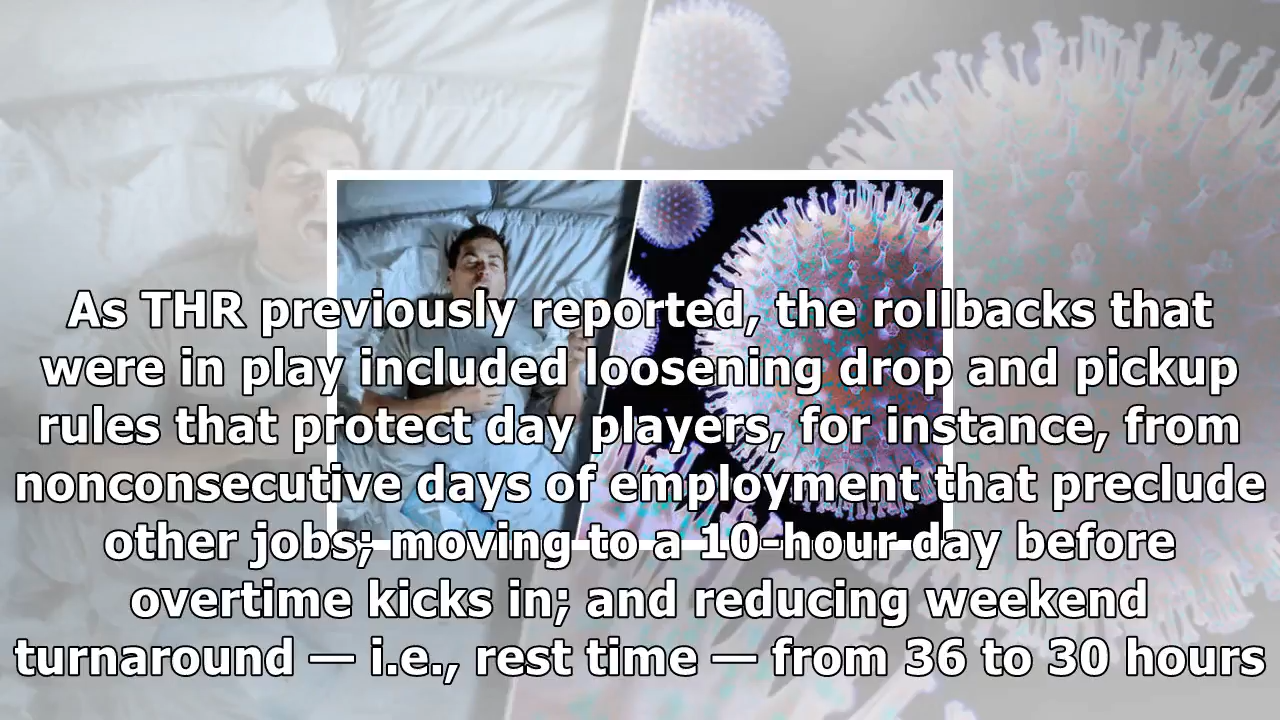 As THR previously reported, the rollbacks that
were in play included loosening drop and pickup
rules that protect day players, for instance, from
nonconsecutive days of employment that preclude
other jobs; moving to a 10-hour day before
overtime kicks in; and reducing weekend
turnaround — i.e., rest time — from 36 to 30 hours